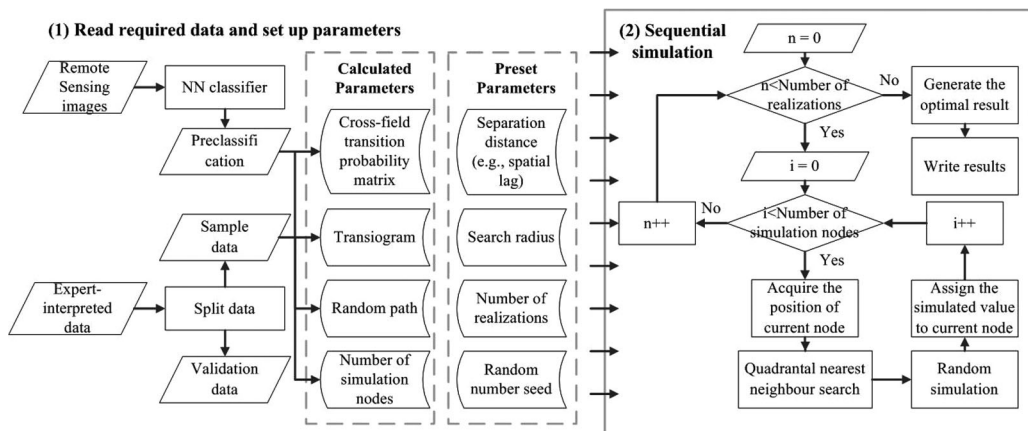 (1) Read required data and set up parameters
Remote
Sensing
images
NN classifier
Preclassifi
cation
Sample
data
Expert-
interpreted
data
Split data
Validation
data
Calculated
Parameters
Cross-field
transition
probability
matrix
Transiogram
Random path
Number of
simulation
nodes
Preset
Parameters
Separation
distance
(e.g., spatial
lag)
Search radius
Number of
realizations
Random
number seed
(2) Sequential
simulation
n = 0
n<Number of
realizations
No
Generate the
optimal result
Write results
Yes
i = 0
i<Number of
simulation nodes
No
n++
i++
Yes
Acquire the
position of
current node
Quadrantal nearest
neighbour search
Random
simulation
Assign the
simulated value
to current node